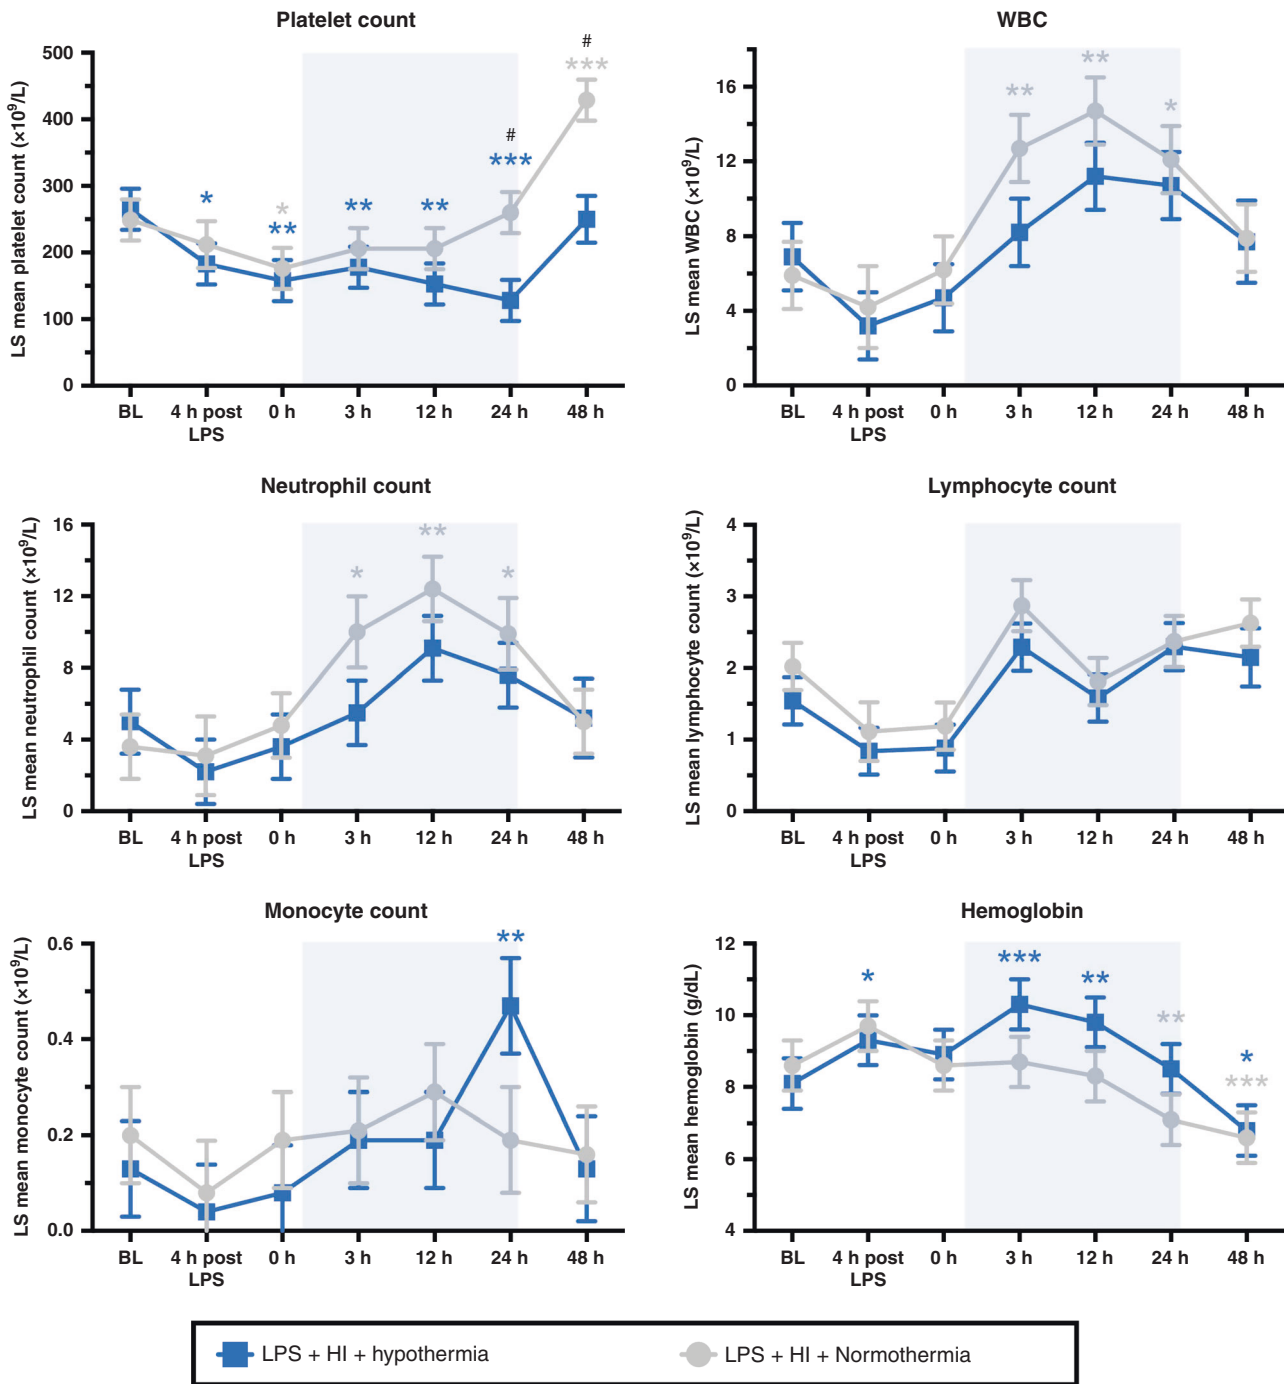 Platelet count
LS mean platelet count (×10⁹/L)
500
400
300
200
100
0
*
*
**
**
**
#
***
#
***
BL
4 h post
LPS
0 h
3 h
12 h
24 h
48 h
WBC
LS mean WBC (×10⁹/L)
16
12
8
4
0
**
**
*
BL
4 h post
LPS
0 h
3 h
12 h
24 h
48 h
Neutrophil count
LS mean neutrophil count (×10⁹/L)
16
12
8
4
0
*
**
*
BL
4 h post
LPS
0 h
3 h
12 h
24 h
48 h
Lymphocyte count
LS mean lymphocyte count (×10⁹/L)
4
3
2
1
0
BL
4 h post
LPS
0 h
3 h
12 h
24 h
48 h
Monocyte count
LS mean monocyte count (×10⁹/L)
0.6
0.4
0.2
0.0
**
BL
4 h post
LPS
0 h
3 h
12 h
24 h
48 h
Hemoglobin
LS mean hemoglobin (g/dL)
12
10
8
6
4
*
***
**
**
*
***
BL
4 h post
LPS
0 h
3 h
12 h
24 h
48 h
LPS + HI + hypothermia
LPS + HI + Normothermia